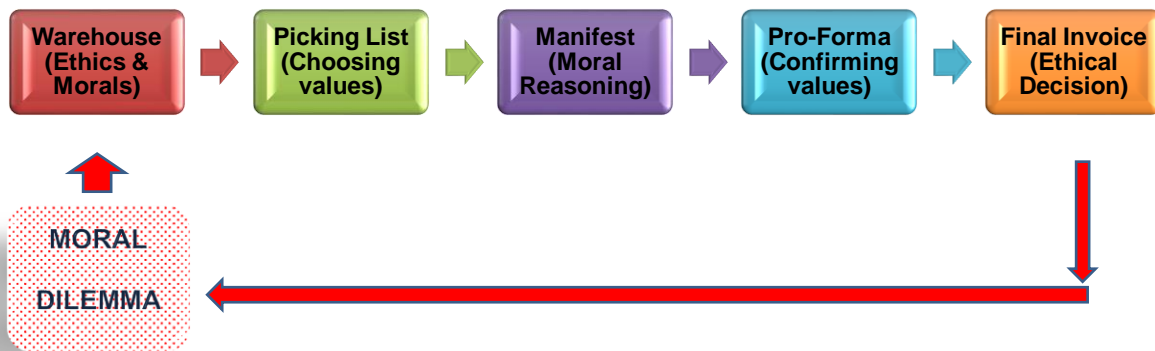 Warehouse
(Ethics &
Morals)
Picking List
(Choosing
values)
Manifest
(Moral
Reasoning)
Pro-Forma
(Confirming
values)
Final Invoice
(Ethical
Decision)
MORAL
DILEMMA